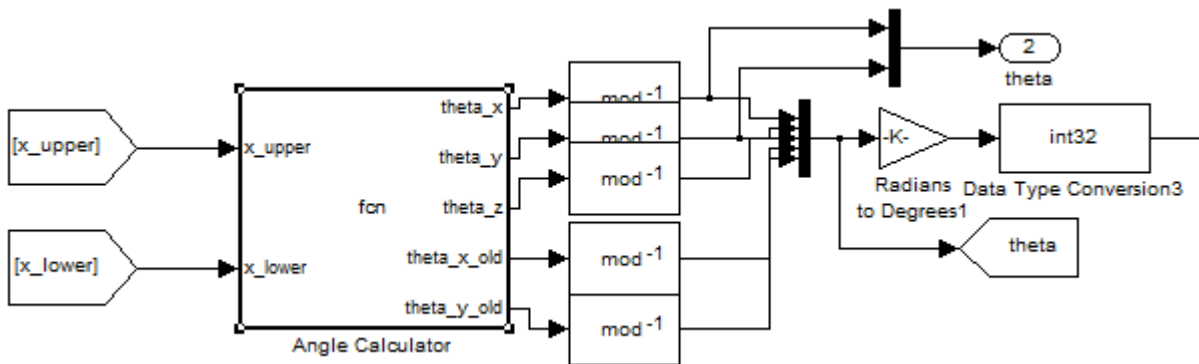 [x_upper]
[x_lower]
x_upper
x_lower
fcn
theta_x
theta_y
theta_z
theta_x_old
theta_y_old
Angle Calculator
mod -1
mod -1
mod -1
mod -1
mod -1
2
theta
-K-
Radians
to Degrees1
int32
Data Type Conversion3
theta